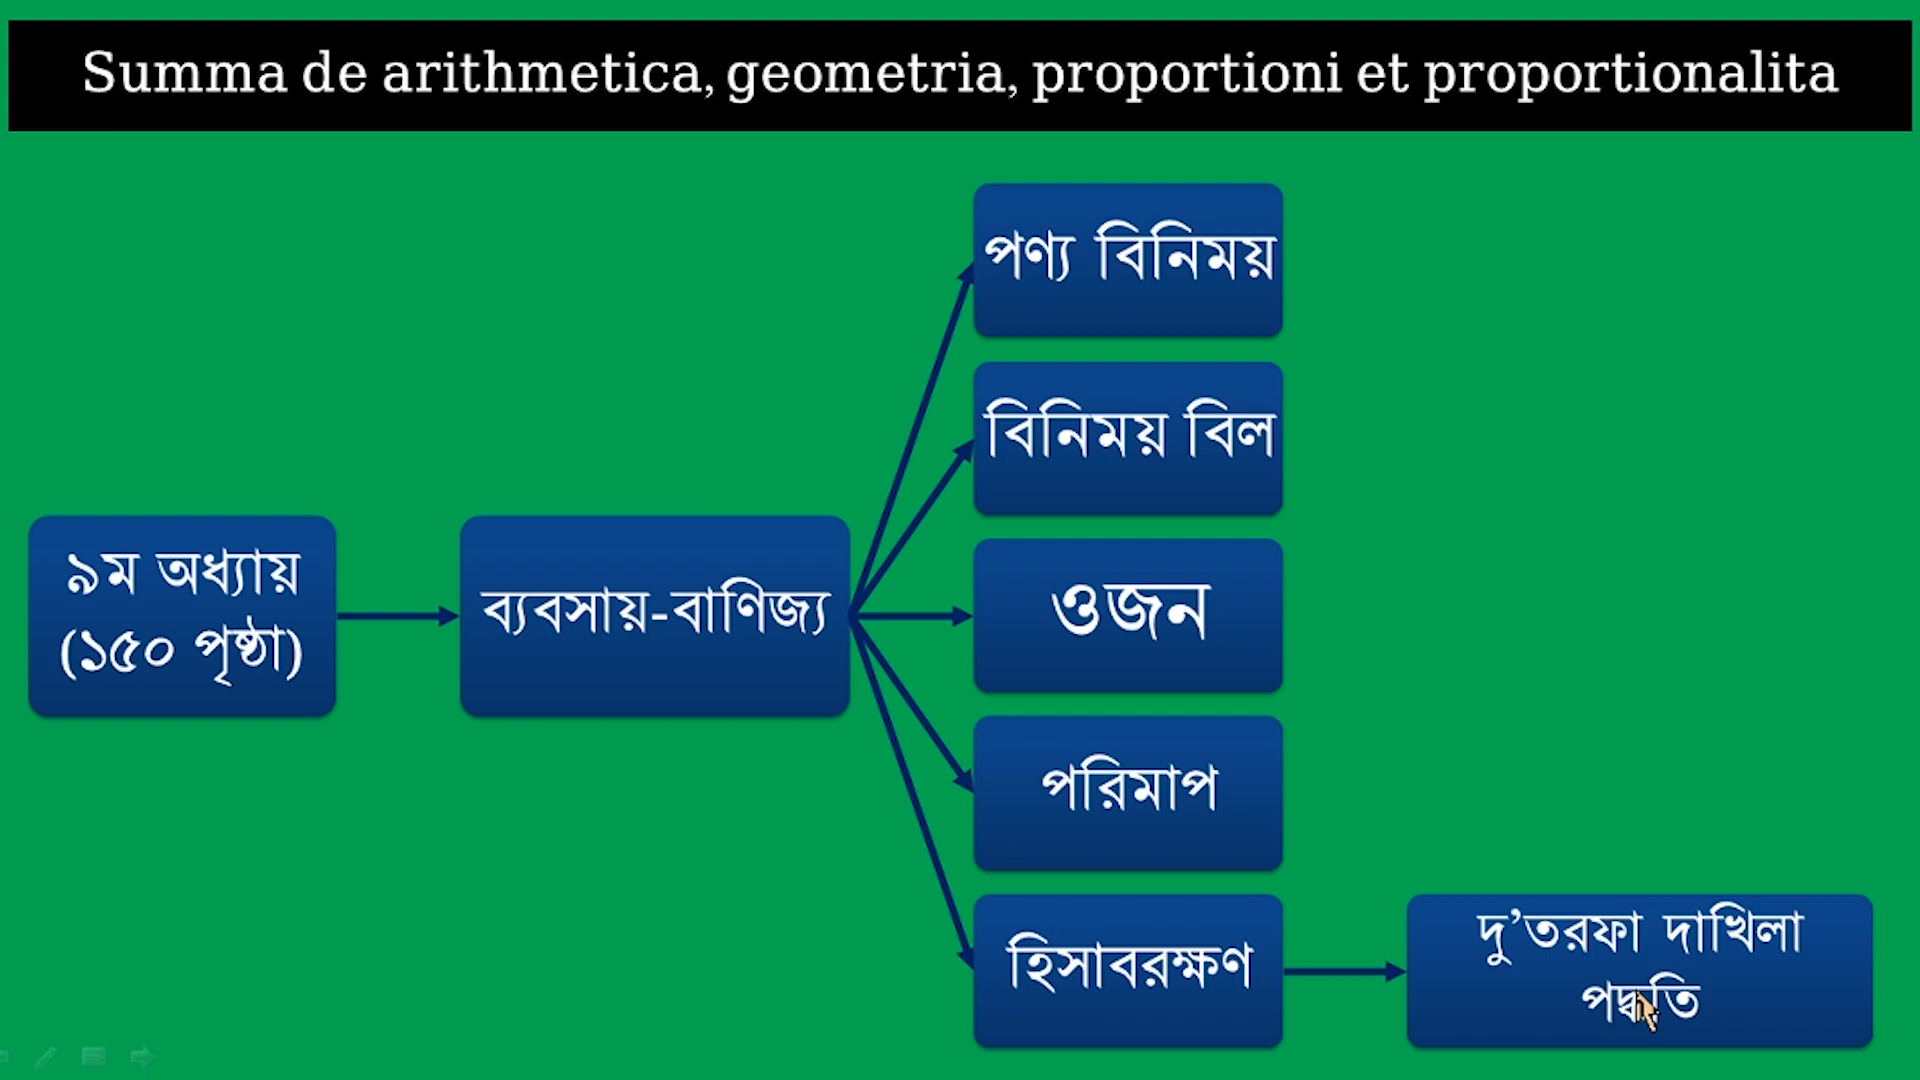 Summa de arithmetica, geometria, proportioni et proportionalita
৯ম অধ্যায়
(১৫০ পৃষ্ঠা)
ব্যবসায়-বাণিজ্য
পণ্য বিনিময়
বিনিময় বিল
ওজন
পরিমাপ
হিসাবরক্ষণ
দু’তরফা দাখিলা
পদ্ধতি